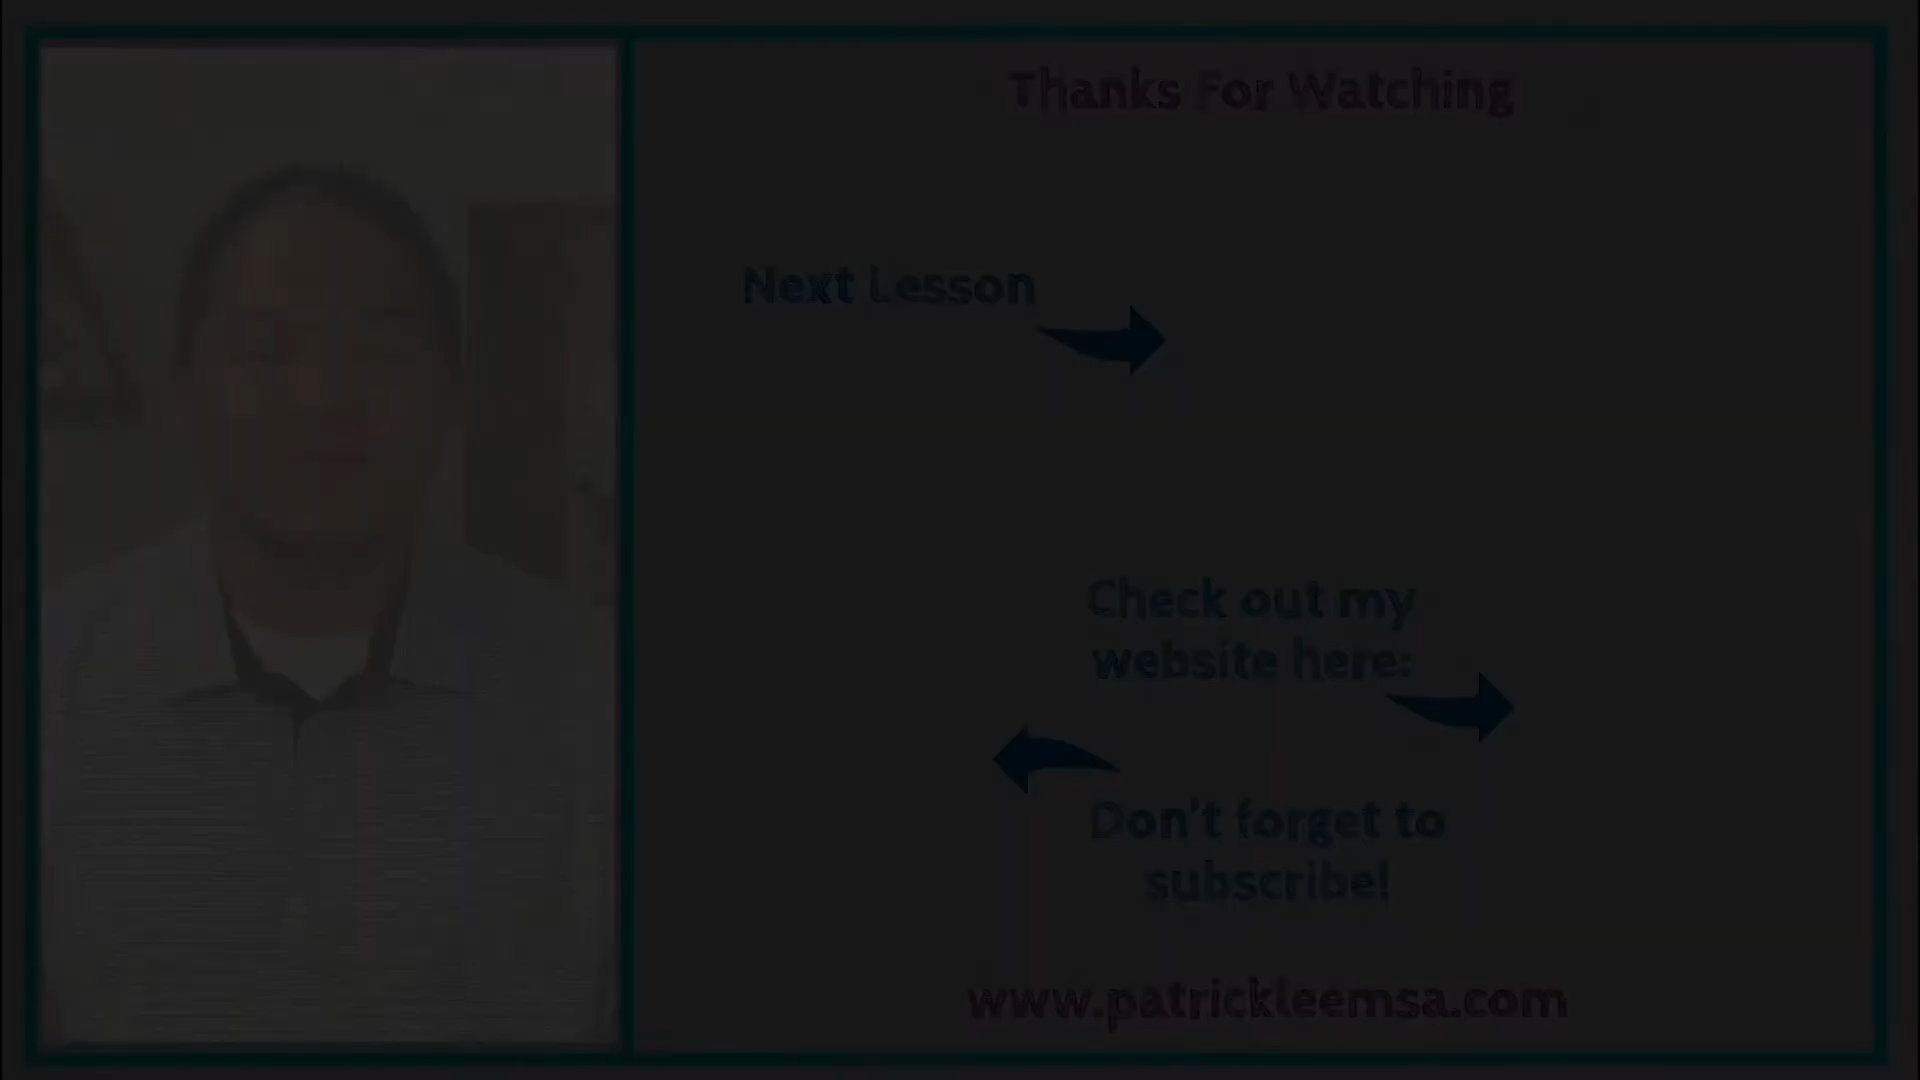 Thanks For Watching
Next Lesson
Check out my
website here:
Don't forget to
subscribe!
www.patrickleemsa.com